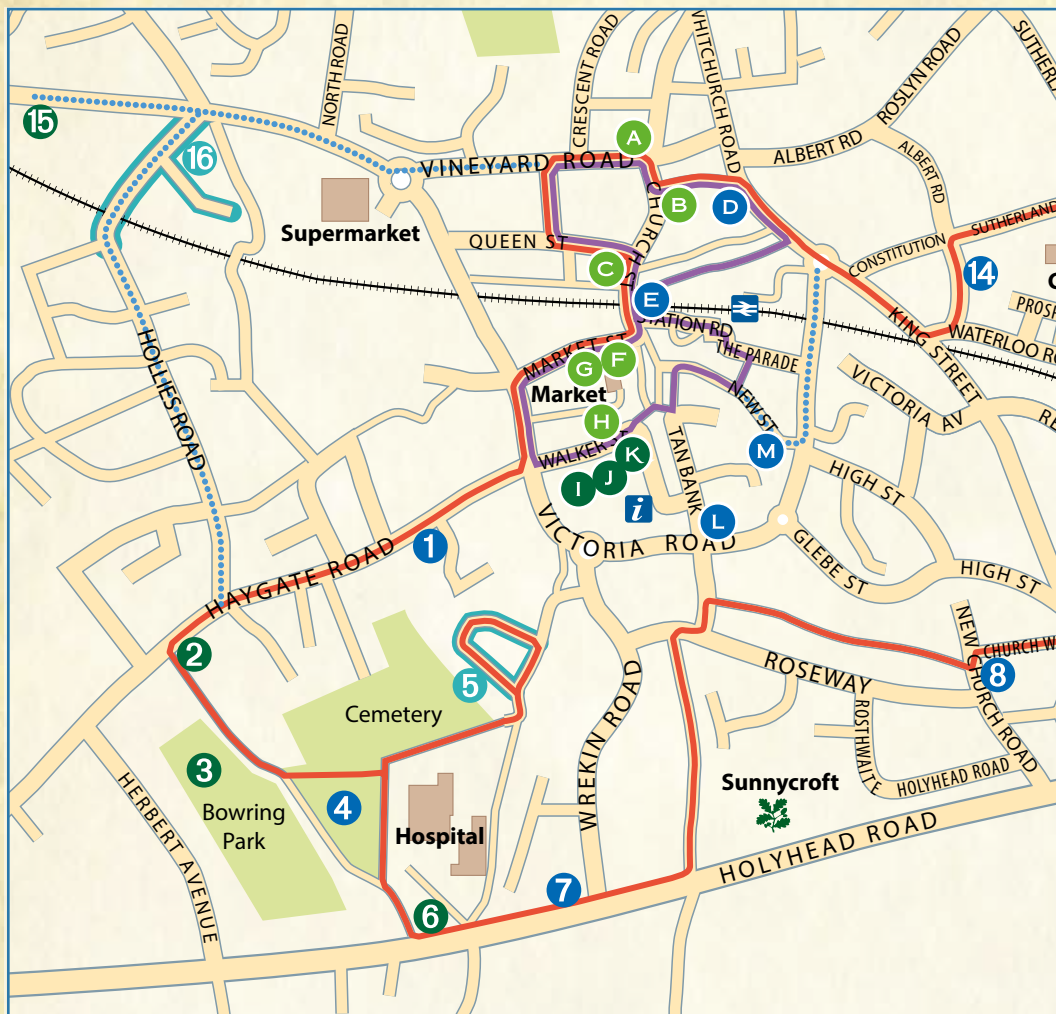 NORTH ROAD
CRESCENT ROAD
WHITCHURCH ROAD
ROSLYN ROAD
15
16
A
VINEYARD ROAD
ALBERT RD
ALBERT RD
CHURCH ST
B
D
Supermarket
QUEEN ST
C
CONSTITUTION
SUTHERLAND
14
E
STATION RD
THE PARADE
KING STREET
WATERLOO
HOLLIES ROAD
MARKET ST
G
F
Market
NEW ST
VICTORIA AV
H
WALKER ST
K
J
I
i
TAN BANK
M
L
HIGH ST
VICTORIA ROAD
1
HAYGATE ROAD
GLEBE ST
HIGH ST
2
5
NEW CHURCH ROAD
CHURCH W
8
Cemetery
WREKIN ROAD
ROSEWAY
ROSTHWAITE
HOLYHEAD ROAD
3
Bowring
Park
4
Hospital
Sunnycroft
HERBERT AVENUE
HOLYHEAD ROAD
7
6